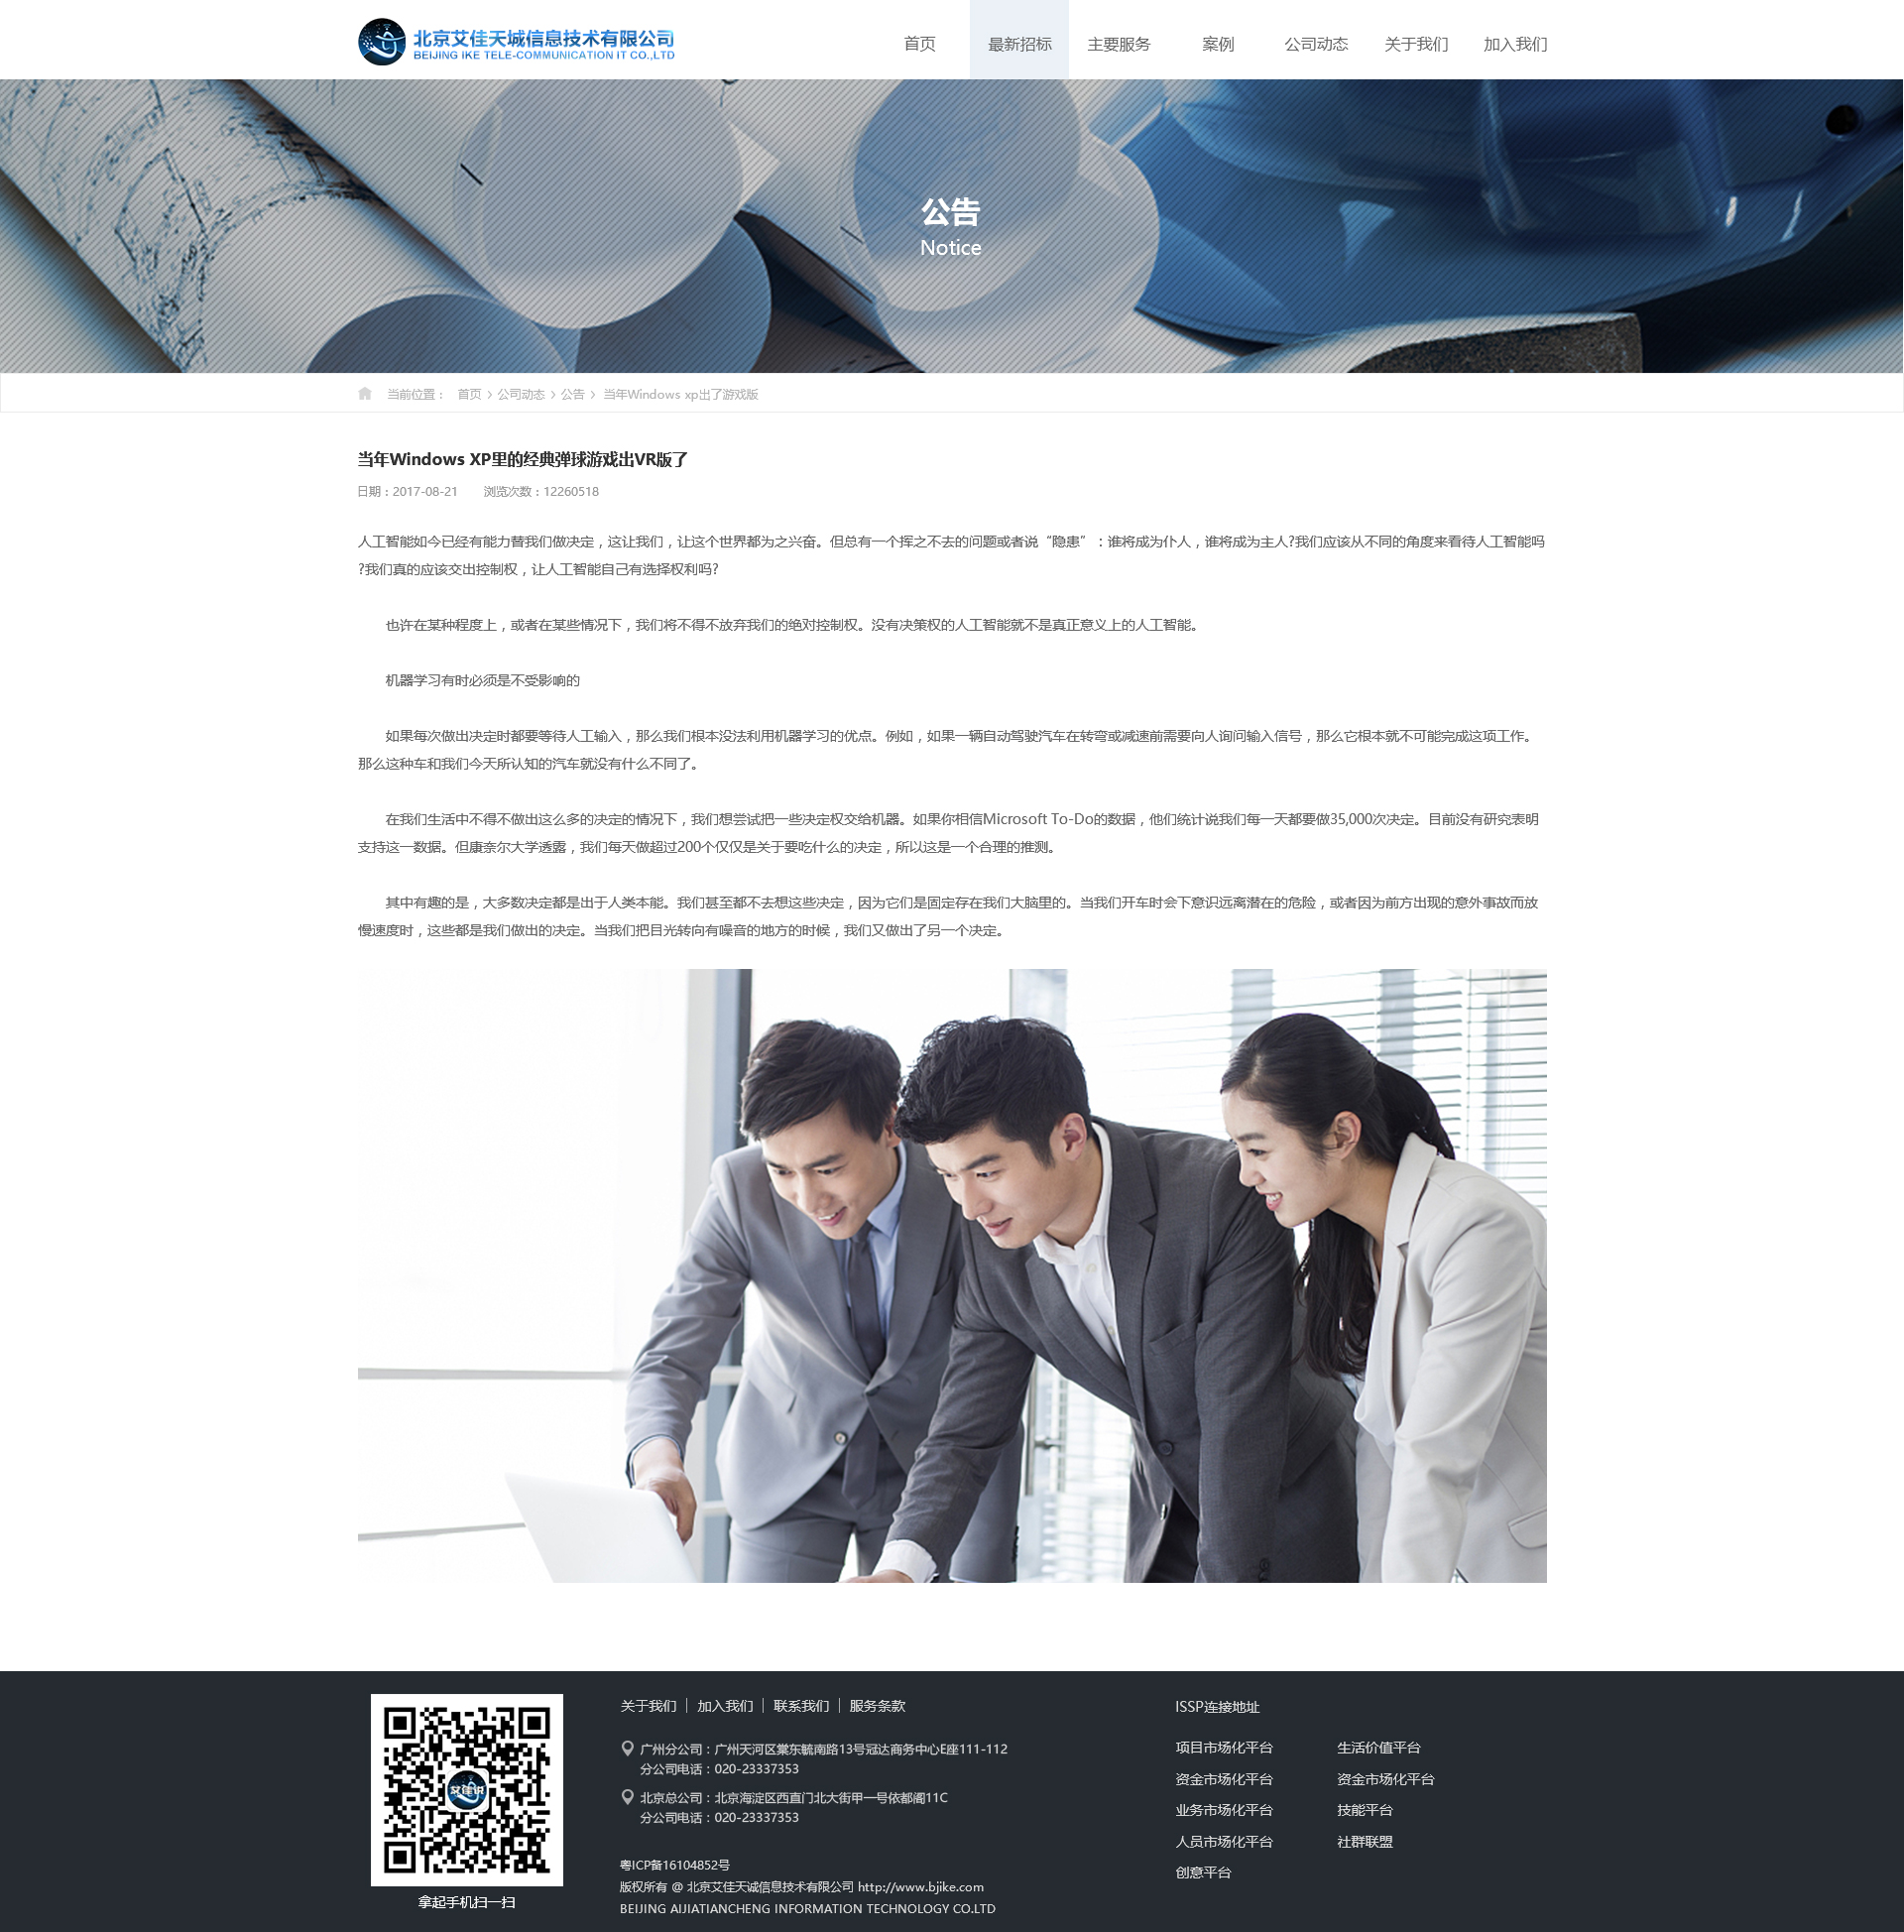 北京艾佳天诚信息技术有限公司
BEIJING IKE TELE-COMMUNICATION IT CO.,LTD
首页 最新招标 主要服务 案例 公司动态 关于我们 加入我们
公告
Notice
当前位置： 首页 > 公司动态 > 公告 > 当年Windows xp出了游戏版
当年Windows XP里的经典弹球游戏出VR版了
日期：2017-08-21 浏览次数：12260518
人工智能如今已经有能力替我们做决定，这让我们，让这个世界都为之兴奋。但总有一个挥之不去的问题或者说“隐患”：谁将成为仆人，谁将成为主人?我们应该从不同的角度来看待人工智能吗
?我们真的应该交出控制权，让人工智能自己有选择权利吗?
也许在某种程度上，或者在某些情况下，我们将不得不放弃我们的绝对控制权。没有决策权的人工智能就不是真正意义上的人工智能。
机器学习有时必须是不受影响的
如果每次做出决定时都要等待人工输入，那么我们根本没法利用机器学习的优点。例如，如果一辆自动驾驶汽车在转弯或减速前需要向人询问输入信号，那么它根本就不可能完成这项工作。
那么这种车和我们今天所认知的汽车就没有什么不同了。
在我们生活中不得不做出这么多的决定的情况下，我们想尝试把一些决定权交给机器。如果你相信Microsoft To-Do的数据，他们统计说我们每一天都要做35,000次决定。目前没有研究表明
支持这一数据。但康奈尔大学透露，我们每天做超过200个仅仅是关于要吃什么的决定，所以这是一个合理的推测。
其中有趣的是，大多数决定都是出于人类本能。我们甚至都不去想这些决定，因为它们是固定存在我们大脑里的。当我们开车时会下意识远离潜在的危险，或者因为前方出现的意外事故而放
慢速度时，这些都是我们做出的决定。当我们把目光转向有噪音的地方的时候，我们又做出了另一个决定。
艾佳说
拿起手机扫一扫
关于我们 | 加入我们 | 联系我们 | 服务条款
广州分公司：广州天河区棠东毓南路13号冠达商务中心E座111-112
分公司电话：020-23337353
北京总公司：北京海淀区西直门北大街甲一号依都阁11C
分公司电话：020-23337353
粤ICP备16104852号
版权所有 @ 北京艾佳天诚信息技术有限公司 http://www.bjike.com
BEIJING AIJIATIANCHENG INFORMATION TECHNOLOGY CO.LTD
ISSP连接地址
项目市场化平台 生活价值平台
资金市场化平台 资金市场化平台
业务市场化平台 技能平台
人员市场化平台 社群联盟
创意平台